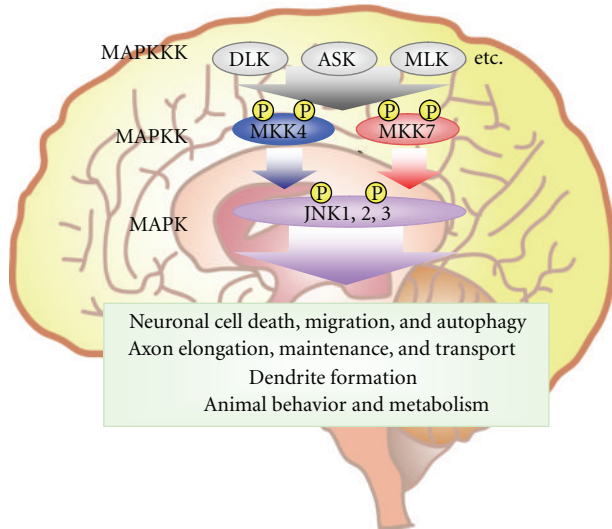 MAPKKK DLK ASK MLK etc.
P P P P
MAPKK MKK4 MKK7
P P
MAPK JNK1, 2, 3
Neuronal cell death, migration, and autophagy
Axon elongation, maintenance, and transport
Dendrite formation
Animal behavior and metabolism